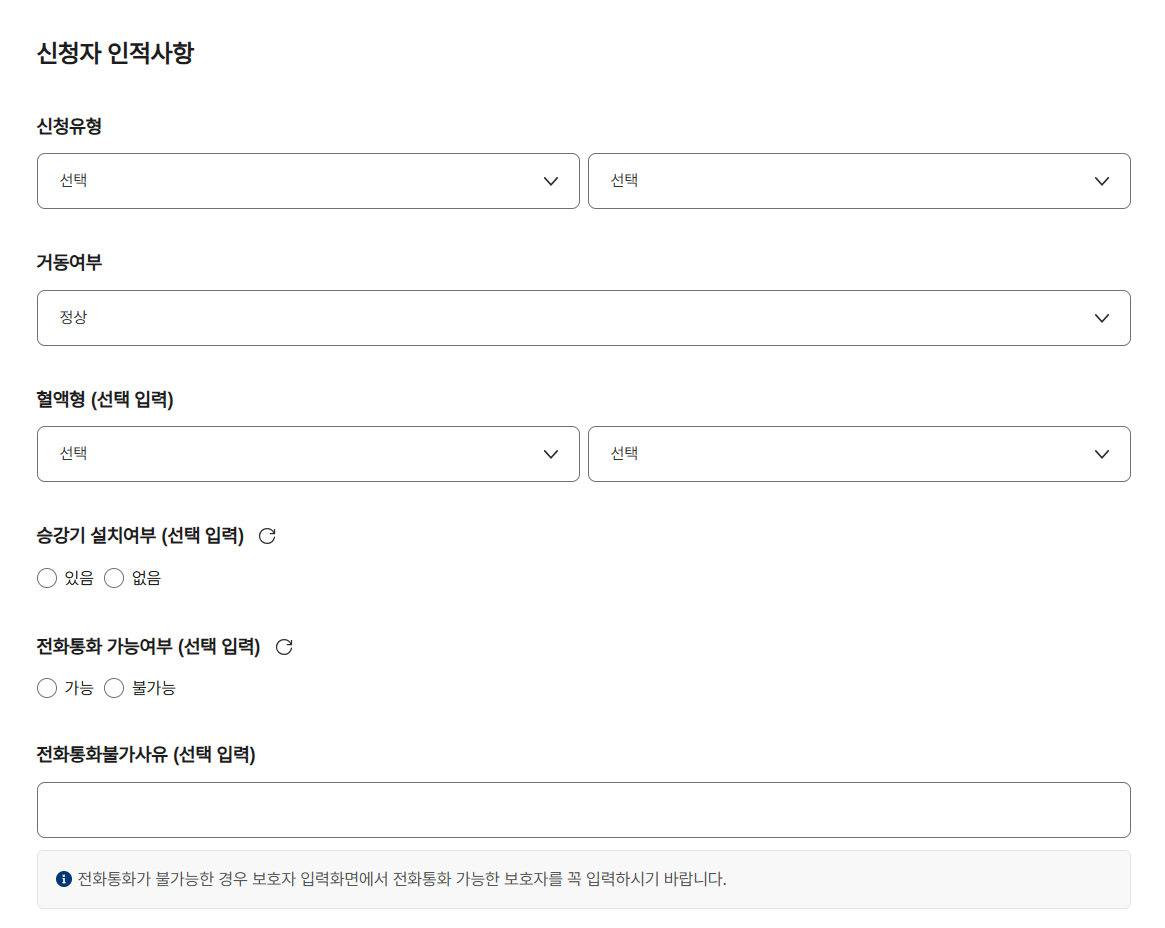 신청자 인적사항
신청유형
선택 선택
거동여부
정상
혈액형 (선택 입력)
선택 선택
승강기 설치여부 (선택 입력)
있음 없음
전화통화 가능여부 (선택 입력)
가능 불가능
전화통화불가사유 (선택 입력)
전화통화가 불가능한 경우 보호자 입력화면에서 전화통화 가능한 보호자를 꼭 입력하시기 바랍니다.